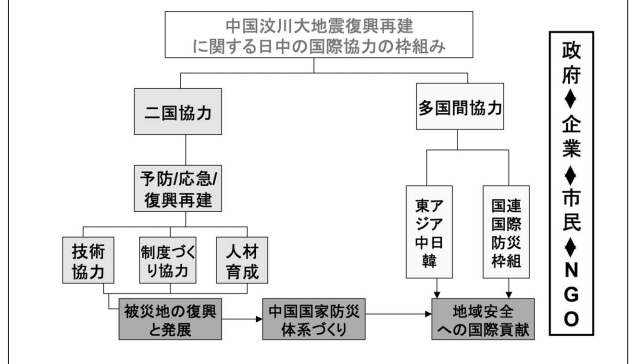 中国汶川大地震復興再建
に関する日中の国際協力の枠組み
二国協力
多国間協力
予防/応急/
復興再建
東ア
ジア
中日
韓
国連
国際
防災
枠組
技術
協力
制度づく
り協力
人材
育成
被災地の復興
と発展
中国国家防災
体系づくり
地域安全
への国際貢献
政
府
♦
企
業
♦
市
民
♦
N
G
O